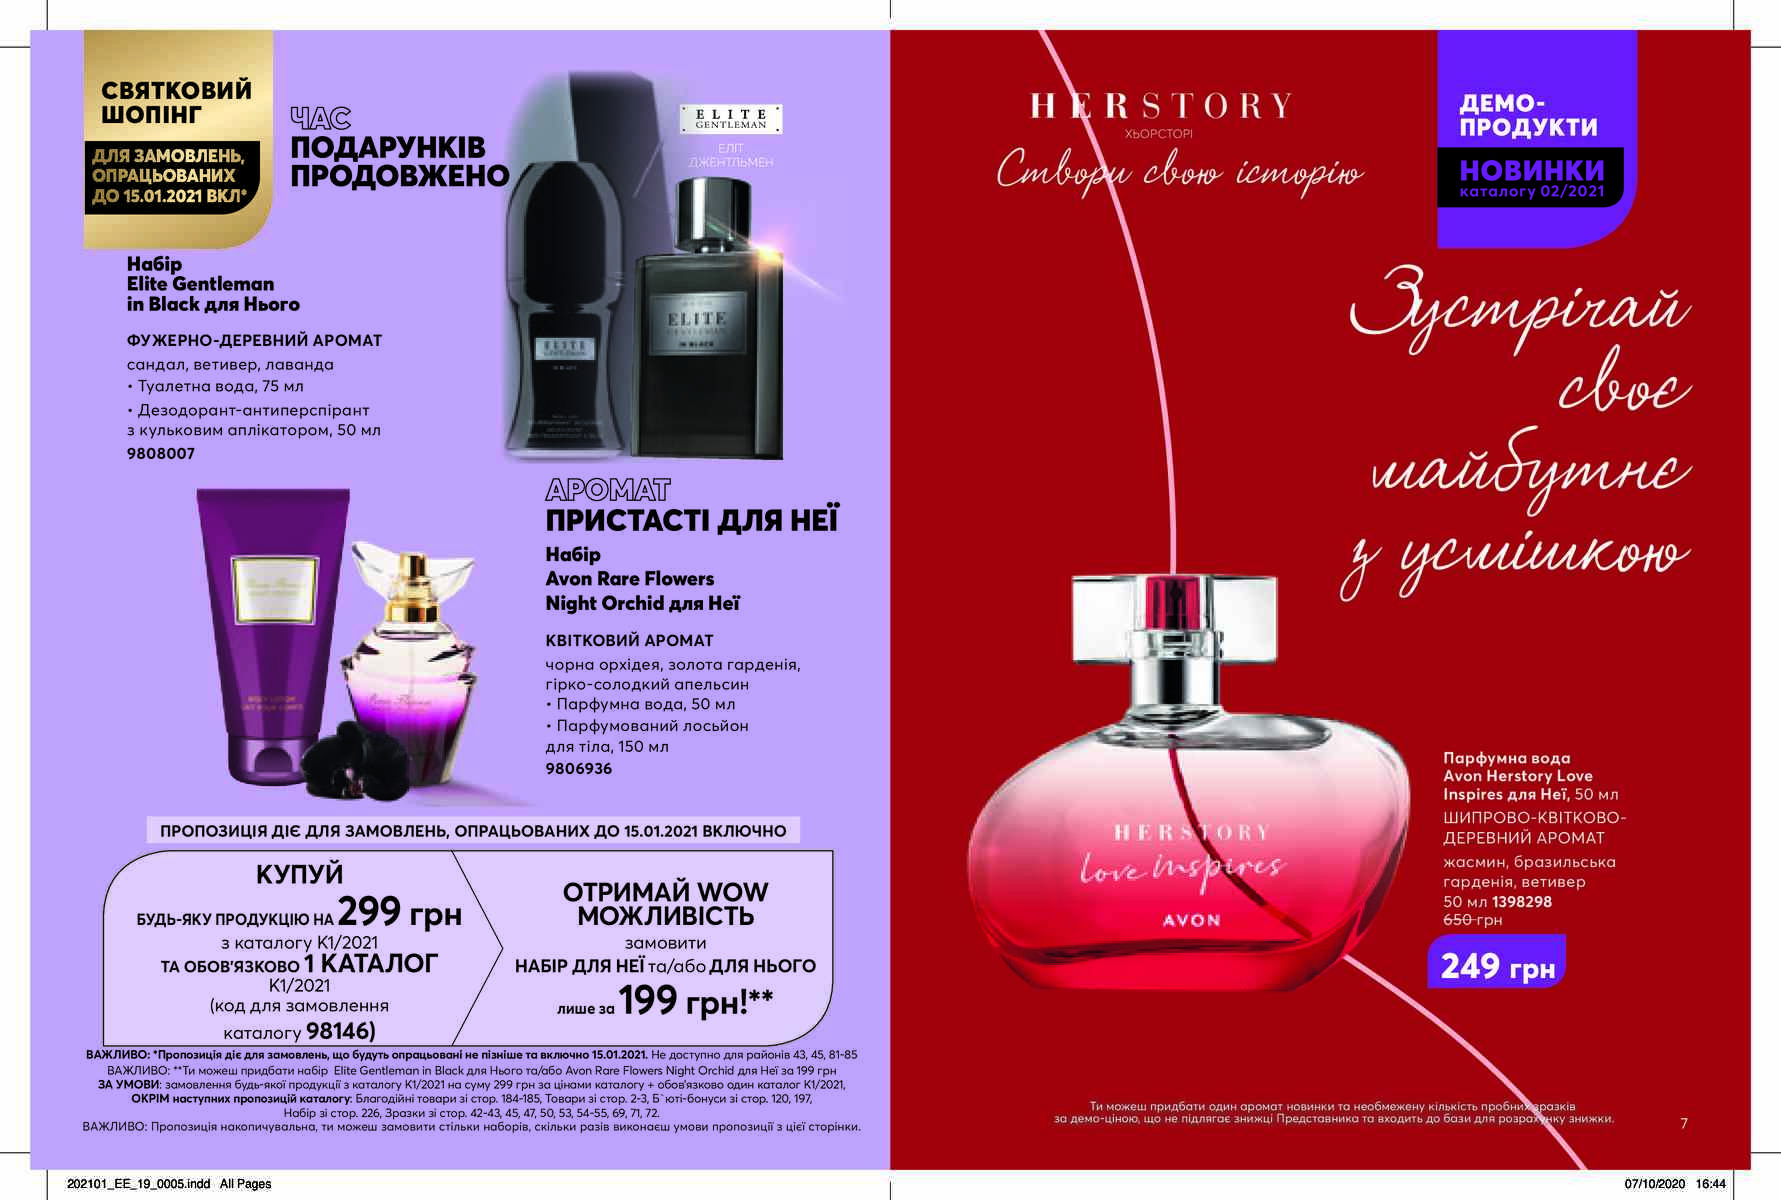 СВЯТКОВИЙ
ШОПІНГ
ДЛЯ ЗАМОВЛЕНЬ,
ОПРАЦЬОВАНИХ
ДО 15.01.2021 ВКЛ*
ЧАС
ПОДАРУНКІВ
ПРОДОВЖЕНО
ELITE
GENTLEMAN
ЕЛІТ
ДЖЕНТЛЬМЕН
Набір
Elite Gentleman
in Black для Нього
ФУЖЕРНО-ДЕРЕВНИЙ АРОМАТ
сандал, ветивер, лаванда
• Туалетна вода, 75 мл
• Дезодорант-антиперспірант
з кульковим аплікатором, 50 мл
9808007
ELITE
GENTLEMAN
IN BLACK
ELITE
GENTLEMAN
IN BLACK
АРОМАТ
ПРИСТАСТІ ДЛЯ НЕЇ
Набір
Avon Rare Flowers
Night Orchid для Неї
КВІТКОВИЙ АРОМАТ
чорна орхідея, золота гарденія,
гірко-солодкий апельсин
• Парфумна вода, 50 мл
• Парфумований лосьйон
для тіла, 150 мл
9806936
ПРОПОЗИЦІЯ ДІЄ ДЛЯ ЗАМОВЛЕНЬ, ОПРАЦЬОВАНИХ ДО 15.01.2021 ВКЛЮЧНО
КУПУЙ
БУДЬ-ЯКУ ПРОДУКЦІЮ НА 299 грн
з каталогу К1/2021
ТА ОБОВ'ЯЗКОВО 1 КАТАЛОГ
К1/2021
(код для замовлення
каталогу 98146)
ОТРИМАЙ WOW
МОЖЛИВІСТЬ
замовити
НАБІР ДЛЯ НЕЇ та/або ДЛЯ НЬОГО
лише за 199 грн!**
ВАЖЛИВО: *Пропозиція діє для замовлень, що будуть опрацьовані не пізніше та включно 15.01.2021. Не доступно для районів 43, 45, 81-85
ВАЖЛИВО: **Ти можеш придбати набір Elite Gentleman in Black для Нього та/або Avon Rare Flowers Night Orchid для Неї за 199 грн
ЗА УМОВИ: замовлення будь-якої продукції з каталогу К1/2021 на суму 299 грн за цінами каталогу + обов'язково один каталог К1/2021,
ОКРІМ наступних пропозицій каталогу: Благодійні товари зі стор. 184-185, Товари зі стор. 2-3, Б`юті-бонуси зі стор. 120, 197,
Набір зі стор. 226, Зразки зі стор. 42-43, 45, 47, 50, 53, 54-55, 69, 71, 72.
ВАЖЛИВО: Пропозиція накопичувальна, ти можеш замовити стільки наборів, скільки разів виконаєш умови пропозиції з цієї сторінки.
HERSTORY
ХЬОРСТОРІ
Створи свою історію
ДЕМО-
ПРОДУКТИ
НОВИНКИ
каталогу 02/2021
Зустрічай
своє
майбутнє
з усмішкою
HERSTORY
love inspires
AVON
Парфумна вода
Avon Herstory Love
Inspires для Неї, 50 мл
ШИПРОВО-КВІТКОВО-
ДЕРЕВНИЙ АРОМАТ
жасмин, бразильська
гарденія, ветивер
50 мл 1398298
650 грн
249 грн
Ти можеш придбати один аромат новинки та необмежену кількість пробних зразків
за демо-ціною, що не підлягає знижці Представника та входить до бази для розрахунку знижки.
7
202101_EE_19_0005.indd All Pages
07/10/2020 16:44